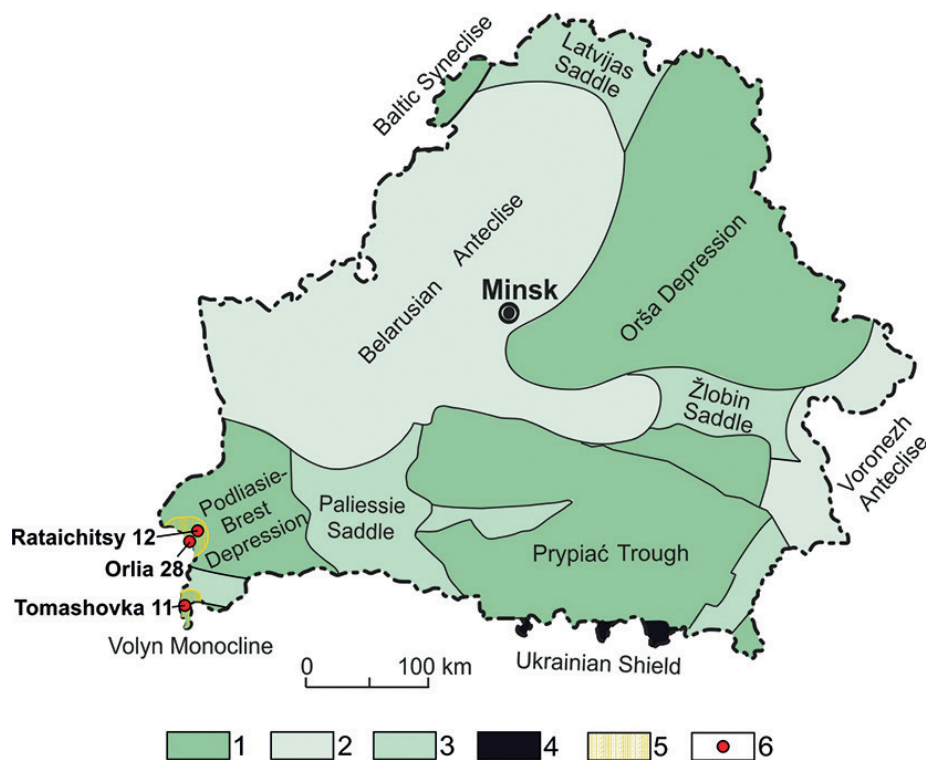 Baltic Syneclise
Latvijas
Saddle
Belarusian Anteclise
Minsk
Orša Depression
Žlobin
Saddle
Voronezh
Anteclise
Podliasie-
Brest
Depression
Paliessie
Saddle
Prypiać Trough
Rataichitsy 12
Orlia 28
Tomashovka 11
Volyn Monocline
Ukrainian Shield
0 100 km
1 2 3 4 5 6